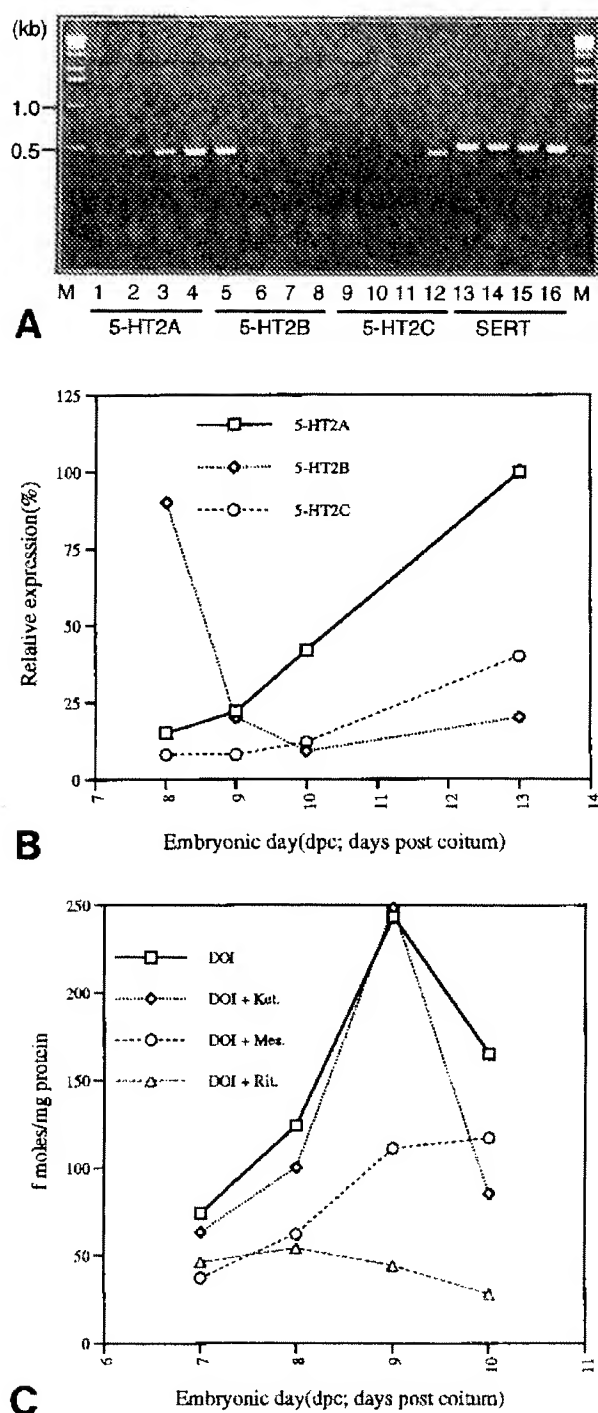 (kb)
1.0
0.5
M 1 2 3 4 5 6 7 8 9 10 11 12 13 14 15 16 M
5-HT2A 5-HT2B 5-HT2C SERT
A
125
100
75
50
25
0
Relative expression(%)
5-HT2A
5-HT2B
5-HT2C
7 8 9 10 11 12 13 14
Embryonic day(dpc; days post coitum)
B
250
200
150
100
50
0
f moles/mg protein
DOI
DOI + Ket.
DOI + Mes.
DOI + Rit.
6 7 8 9 10 11
Embryonic day(dpc; days post coitum)
C